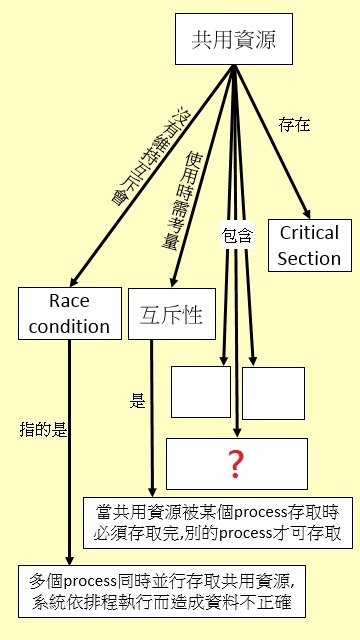 共用資源
沒有維持互斥會
使用時需考量
包含
存在
Critical
Section
Race
condition
互斥性
指的是
是
?
當共用資源被某個process存取時
必須存取完,別的process才可存取
多個process同時並行存取共用資源,
系統依排程執行而造成資料不正確